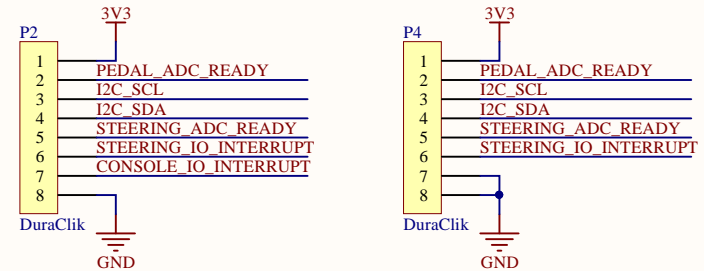 P2
3V3
1
PEDAL_ADC_READY
2
I2C_SCL
3
I2C_SDA
4
STEERING_ADC_READY
5
STEERING_IO_INTERRUPT
6
CONSOLE_IO_INTERRUPT
7
8
DuraClik
GND
P4
3V3
1
PEDAL_ADC_READY
2
I2C_SCL
3
I2C_SDA
4
STEERING_ADC_READY
5
STEERING_IO_INTERRUPT
6
7
8
DuraClik
GND